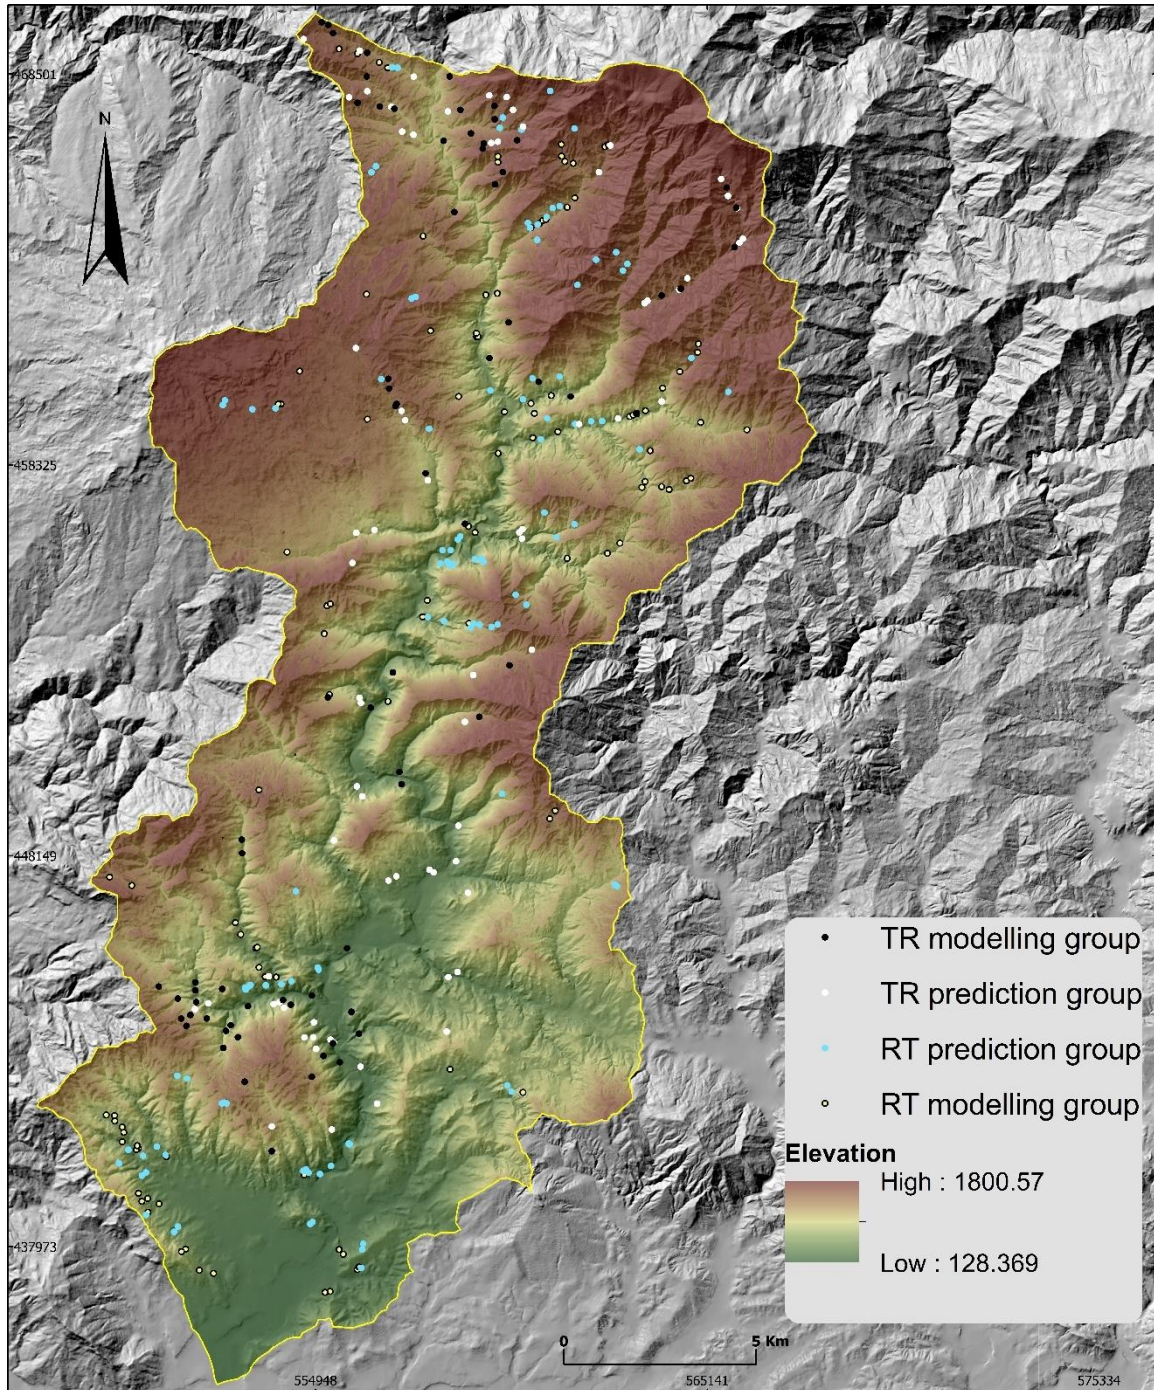 468501
N
458325
448149
TR modelling group
TR prediction group
RT prediction group
RT modelling group
Elevation
High : 1800.57
Low : 128.369
437973
0 5 Km
554948 565141 575334